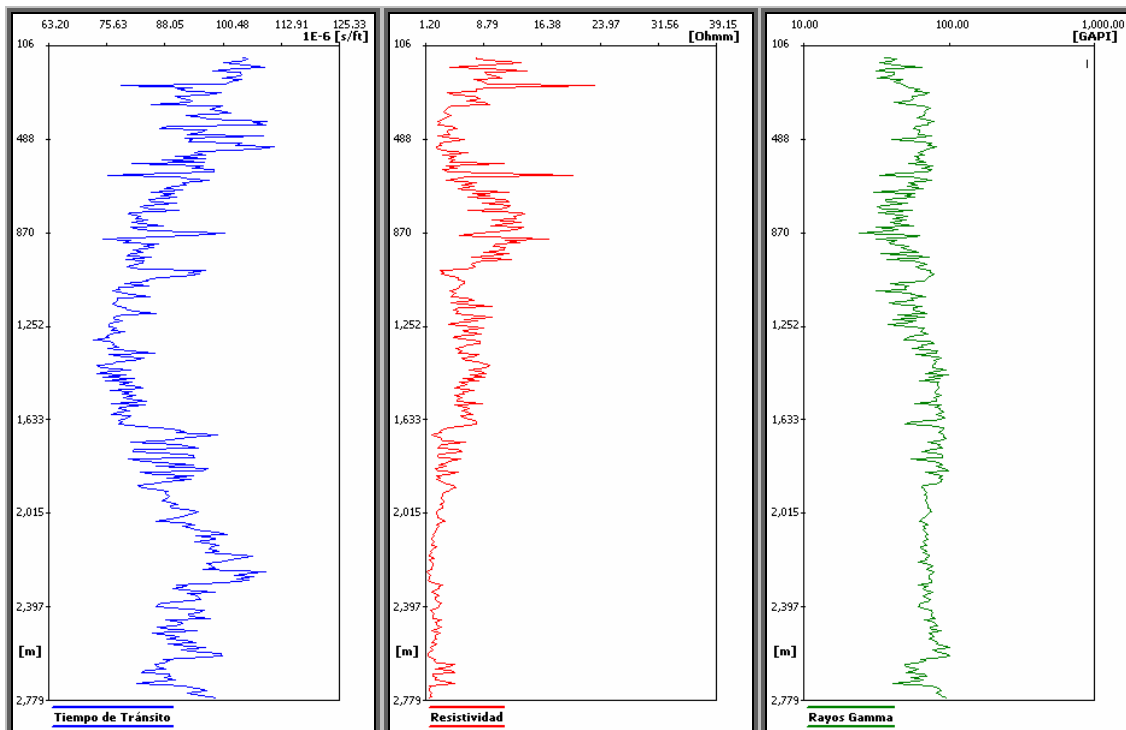 63.20 75.63 88.05 100.48 112.91 125.33
1E-6 [s/ft]
106
488
870
1,252
1,633
2,015
2,397
[m]
2,779
Tiempo de Tránsito
1.20 8.79 16.38 23.97 31.56 39.15
[Ohmm]
106
488
870
1,252
1,633
2,015
2,397
[m]
2,779
Resistividad
10.00 100.00 1,000.00
[GAPI]
106
488
870
1,252
1,633
2,015
2,397
[m]
2,779
Rayos Gamma